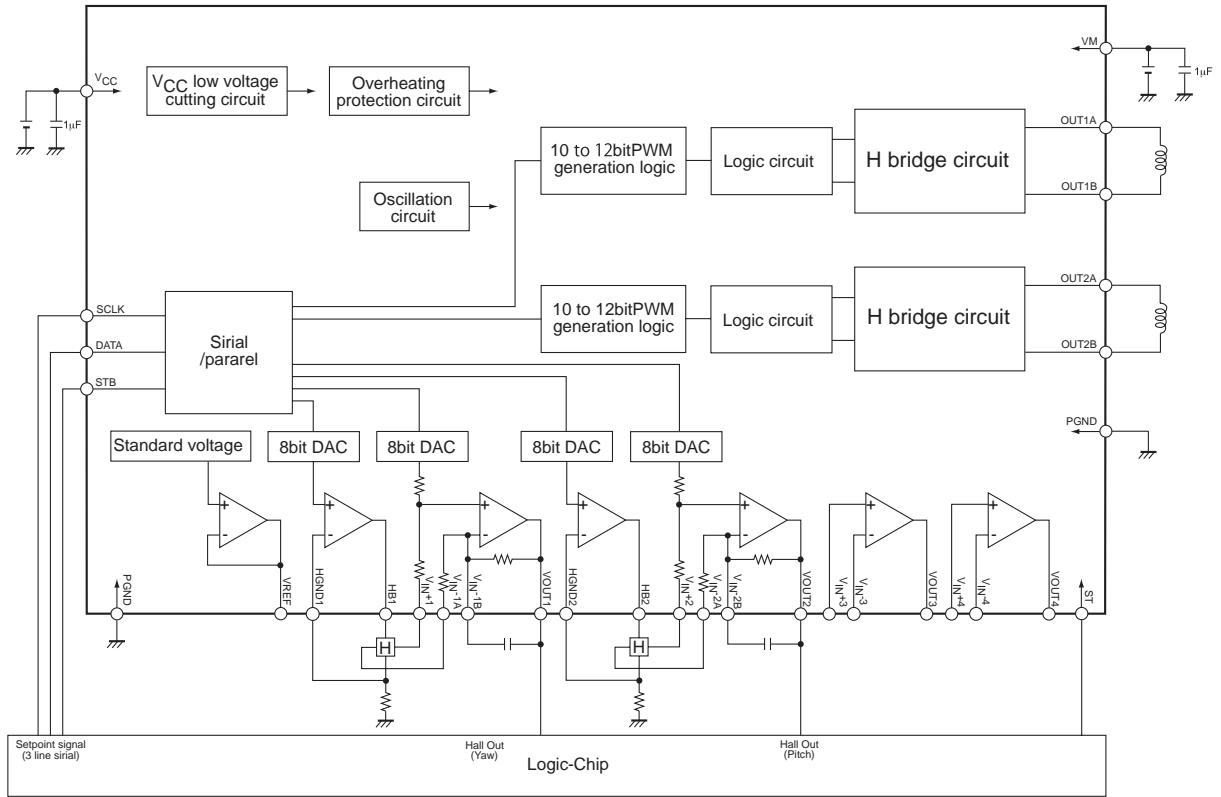 VM
VCC
VCC low voltage
cutting circuit
Overheating
protection circuit
1μF
1μF
OUT1A
10 to 12bitPWM
generation logic
Logic circuit
H bridge circuit
OUT1B
Oscillation
circuit
OUT2A
SCLK
10 to 12bitPWM
generation logic
Logic circuit
H bridge circuit
Sirial
/pararel
DATA
OUT2B
STB
PGND
Standard voltage
8bit DAC
8bit DAC
8bit DAC
8bit DAC
+
-
+
-
+
-
+
-
+
-
+
-
+
-
PGND
VREF
HGND1
HB1
VIN+1
VIN-1A
VIN-1B
VOUT1
HGND2
HB2
VIN+2
VIN-2A
VIN-2B
VOUT2
VIN+3
VIN-3
VOUT3
VIN+4
VIN-4
VOUT4
ST
H
H
Setpoint signal
(3 line sirial)
Hall Out
(Yaw)
Hall Out
(Pitch)
Logic-Chip